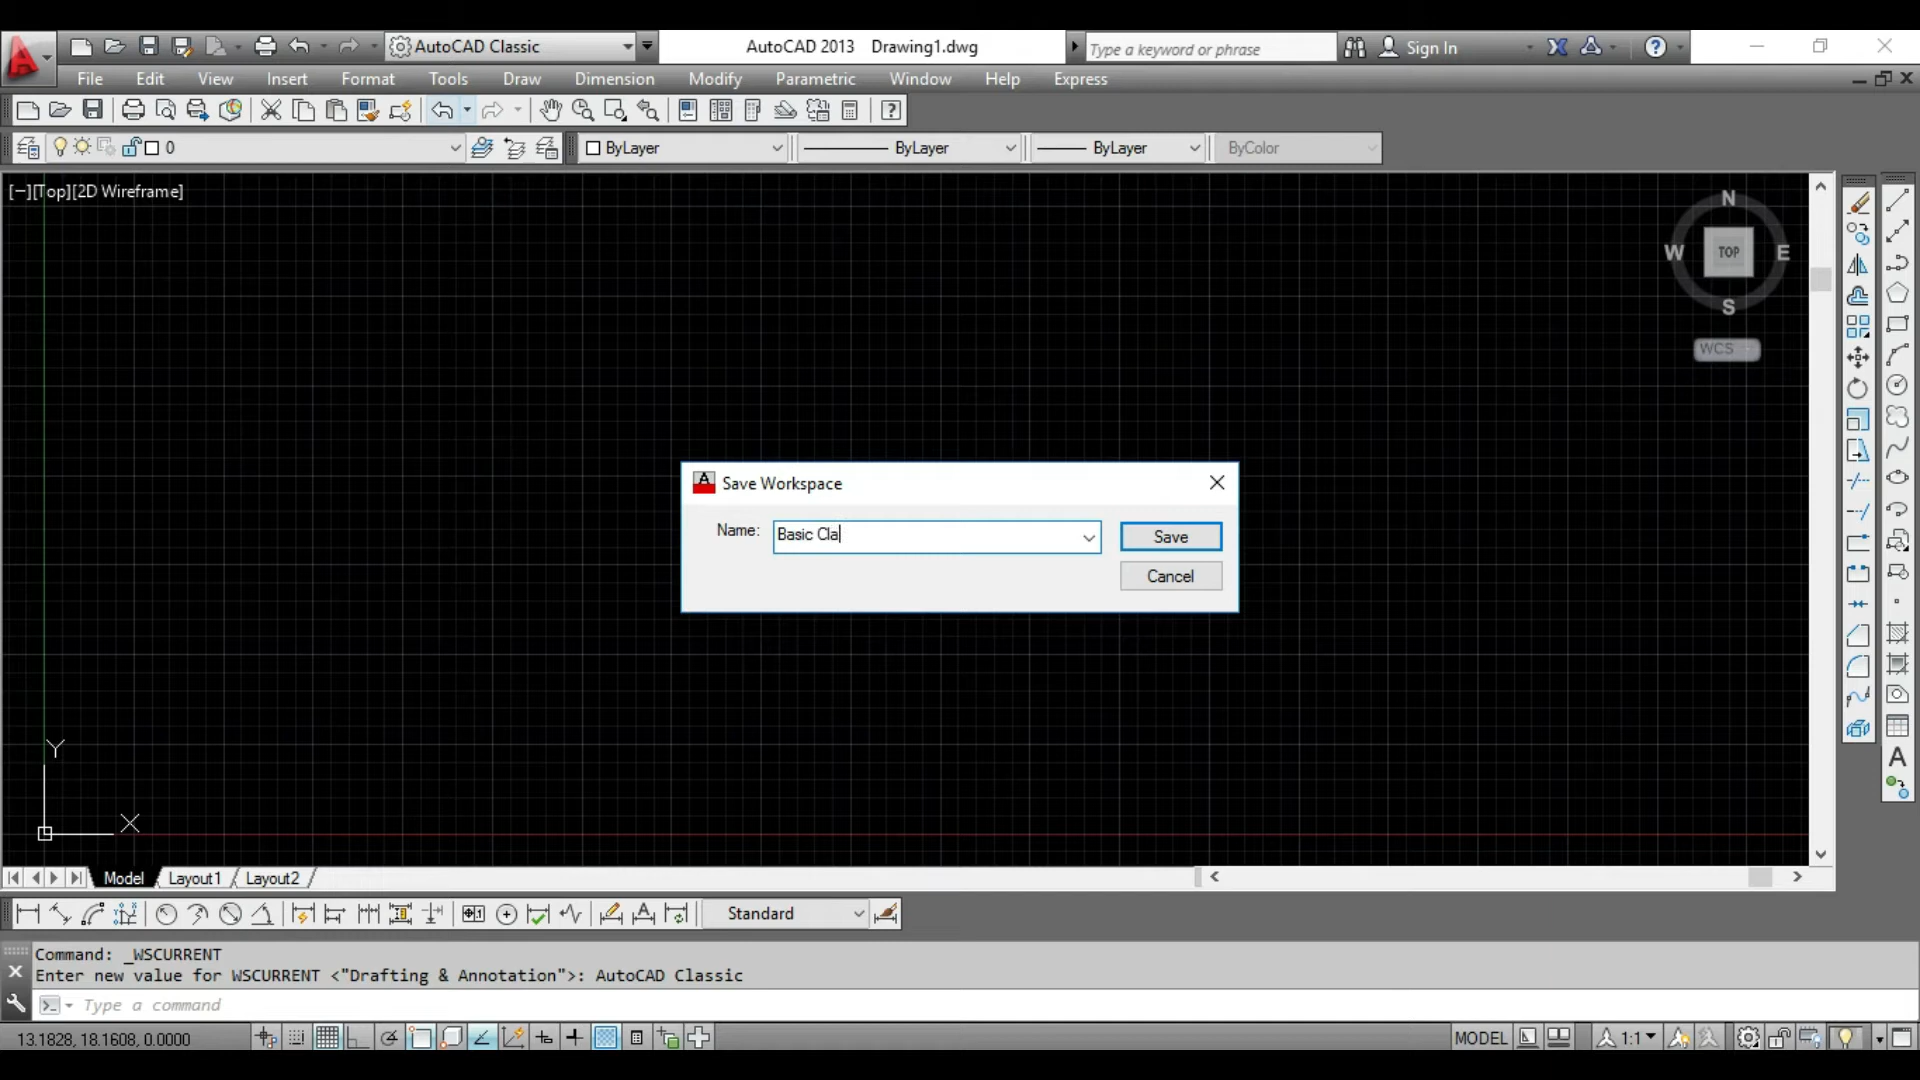 AutoCAD Classic
AutoCAD 2013 Drawing1.dwg
Type a keyword or phrase
Sign In
File Edit View Insert Format Tools Draw Dimension Modify Parametric Window Help Express
0
ByLayer
ByLayer
ByLayer
ByColor
[−][Top][2D Wireframe]
N
W TOP E
S
WCS
Save Workspace
Name: Basic Cla
Save
Cancel
Y
X
A
Model Layout1 Layout2
Standard
Command: _WSCURRENT
Enter new value for WSCURRENT <"Drafting & Annotation">: AutoCAD Classic
Type a command
13.1828, 18.1608, 0.0000
MODEL
1:1